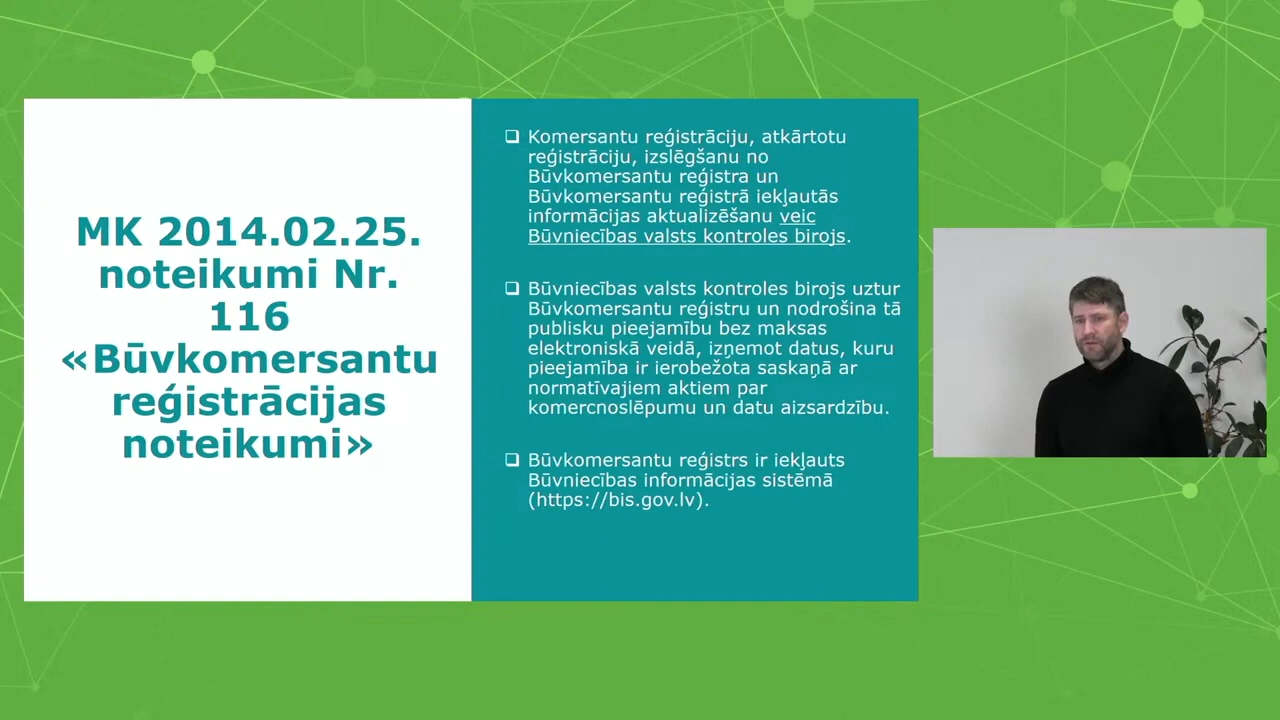 MK 2014.02.25.
noteikumi Nr.
116
«Būvkomersantu
reģistrācijas
noteikumi»
❑ Komersantu reģistrāciju, atkārtotu
reģistrāciju, izslēgšanu no
Būvkomersantu reģistra un
Būvkomersantu reģistrā iekļautās
informācijas aktualizēšanu veic
Būvniecības valsts kontroles birojs.
❑ Būvniecības valsts kontroles birojs uztur
Būvkomersantu reģistru un nodrošina tā
publisku pieejamību bez maksas
elektroniskā veidā, izņemot datus, kuru
pieejamība ir ierobežota saskaņā ar
normatīvajiem aktiem par
komercnoslēpumu un datu aizsardzību.
❑ Būvkomersantu reģistrs ir iekļauts
Būvniecības informācijas sistēmā
(https://bis.gov.lv).